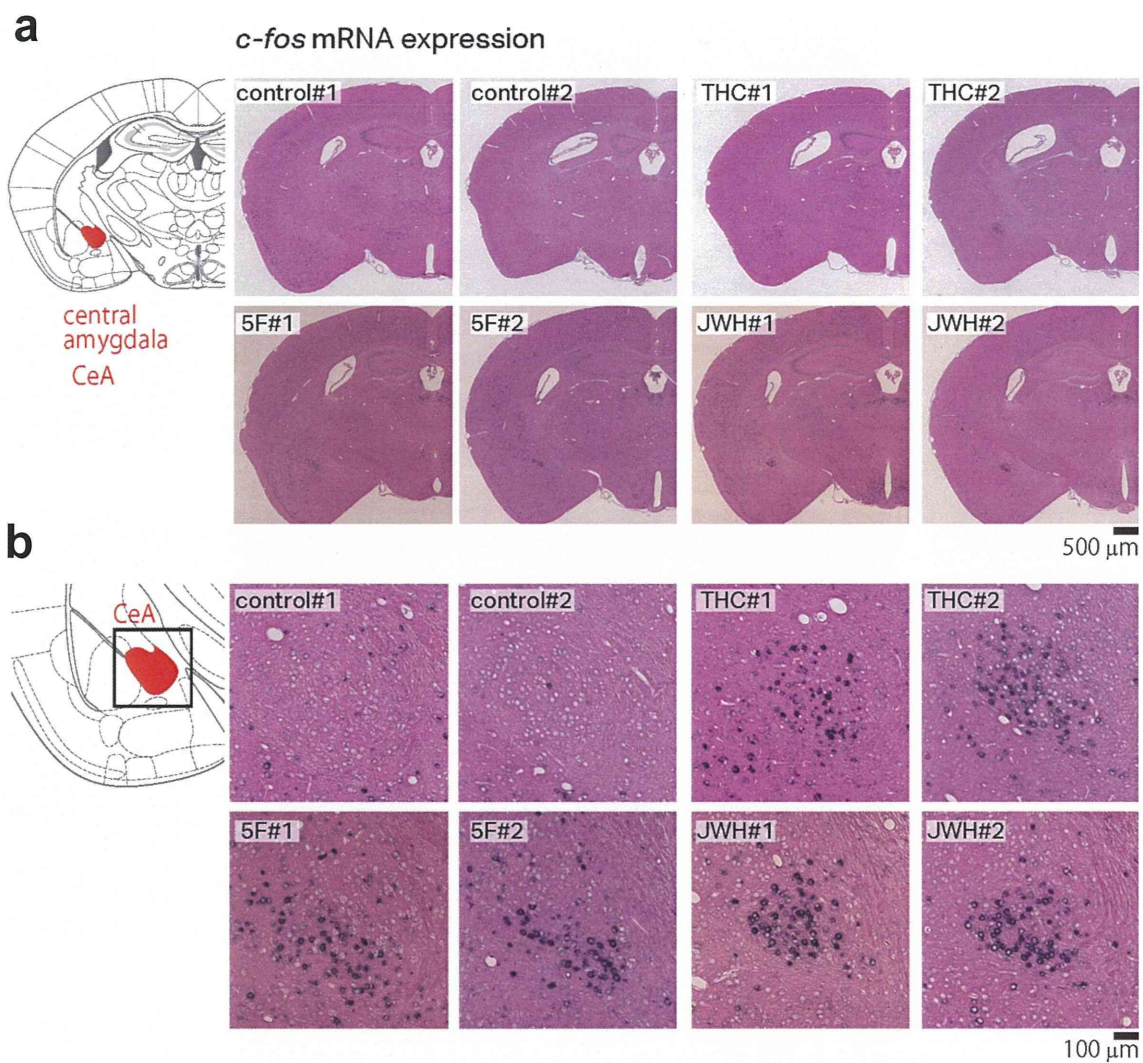 a
c-fos mRNA expression
control#1
control#2
THC#1
THC#2
central
amygdala
CeA
5F#1
5F#2
JWH#1
JWH#2
500 μm
b
CeA
control#1
control#2
THC#1
THC#2
5F#1
5F#2
JWH#1
JWH#2
100 μm